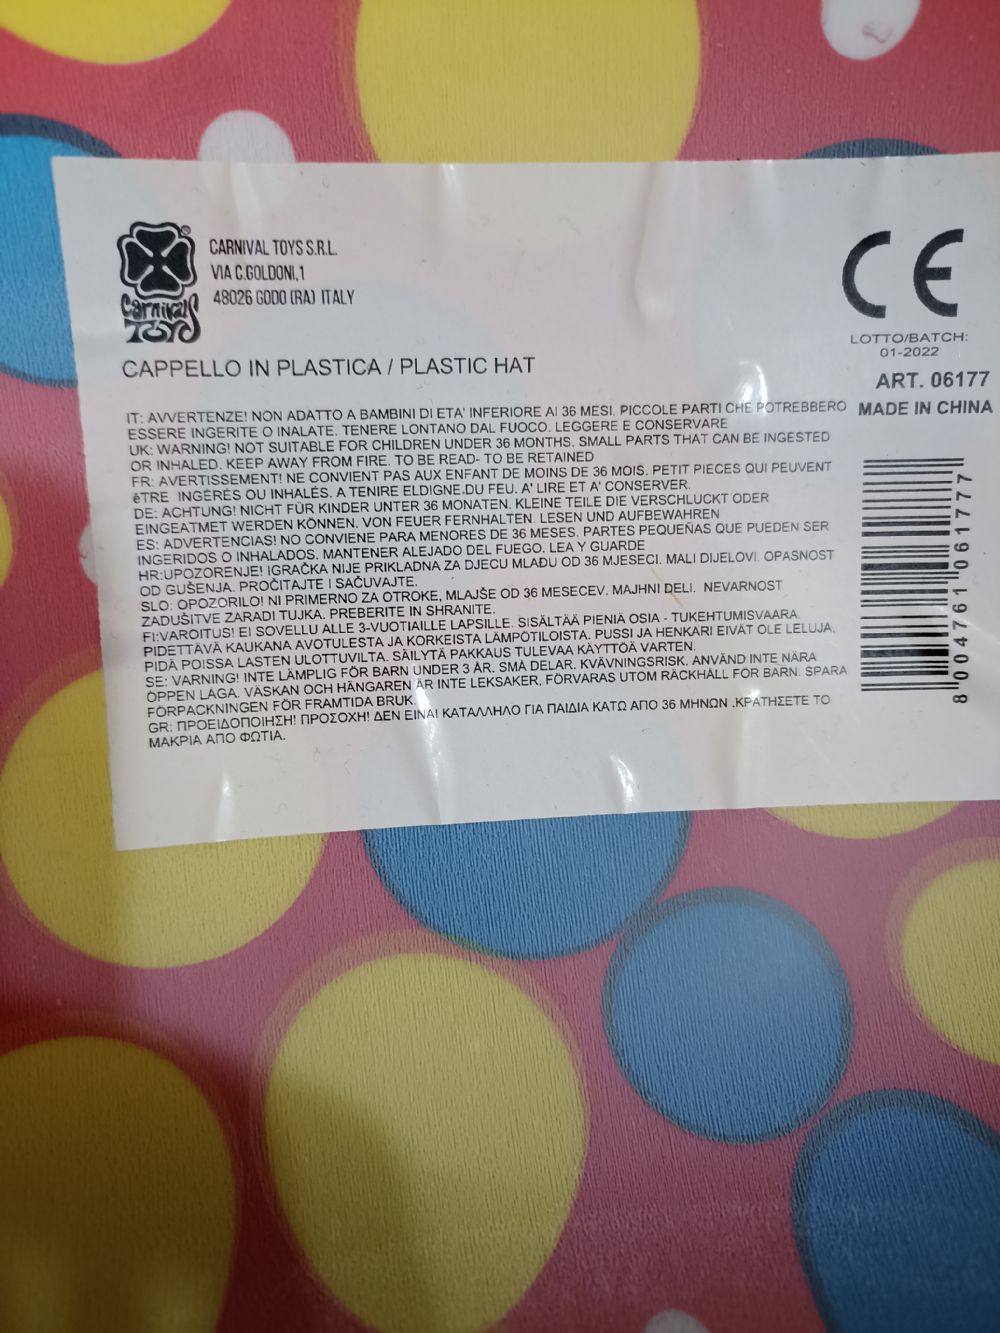 Carnival Toys ®
CARNIVAL TOYS S.R.L.
VIA C.GOLDONI,1
48026 GODO (RA) ITALY
CE
LOTTO/BATCH:
01-2022
ART. 06177
MADE IN CHINA
CAPPELLO IN PLASTICA / PLASTIC HAT
IT: AVVERTENZE! NON ADATTO A BAMBINI DI ETA' INFERIORE AI 36 MESI. PICCOLE PARTI CHE POTREBBERO
ESSERE INGERITE O INALATE. TENERE LONTANO DAL FUOCO. LEGGERE E CONSERVARE
UK: WARNING! NOT SUITABLE FOR CHILDREN UNDER 36 MONTHS. SMALL PARTS THAT CAN BE INGESTED
OR INHALED. KEEP AWAY FROM FIRE. TO BE READ- TO BE RETAINED
FR: AVERTISSEMENT! NE CONVIENT PAS AUX ENFANT DE MOINS DE 36 MOIS. PETIT PIECES QUI PEUVENT
êTRE INGÉRÉS OU INHALÉS. A TENIRE ELDIGNE.DU FEU. A' LIRE ET A' CONSERVER.
DE: ACHTUNG! NICHT FÜR KINDER UNTER 36 MONATEN. KLEINE TEILE DIE VERSCHLUCKT ODER
EINGEATMET WERDEN KÖNNEN. VON FEUER FERNHALTEN. LESEN UND AUFBEWAHREN
ES: ADVERTENCIAS! NO CONVIENE PARA MENORES DE 36 MESES. PARTES PEQUEÑAS QUE PUEDEN SER
INGERIDOS O INHALADOS. MANTENER ALEJADO DEL FUEGO. LEA Y GUARDE
HR:UPOZORENJE! IGRAČKA NIJE PRIKLADNA ZA DJECU MLAĐU OD 36 MJESECI. MALI DIJELOVI. OPASNOST
OD GUŠENJA. PROČITAJTE I SAČUVAJTE.
SLO: OPOZORILO! NI PRIMERNO ZA OTROKE, MLAJŠE OD 36 MESECEV. MAJHNI DELI. NEVARNOST
ZADUŠITVE ZARADI TUJKA. PREBERITE IN SHRANITE.
FI:VAROITUS! EI SOVELLU ALLE 3-VUOTIAILLE LAPSILLE. SISÄLTÄÄ PIENIÄ OSIA - TUKEHTUMISVAARA.
PIDETTÄVÄ KAUKANA AVOTULESTA JA KORKEISTA LÄMPÖTILOISTA. PUSSI JA HENKARI EIVÄT OLE LELUJA,
PIDÄ POISSA LASTEN ULOTTUVILTA. SÄILYTÄ PAKKAUS TULEVAA KÄYTTÖÄ VARTEN.
SE: VARNING! INTE LÄMPLIG FÖR BARN UNDER 3 ÅR. SMÅ DELAR. KVÄVNINGSRISK. ANVÄND INTE NÄRA
ÖPPEN LÅGA. VÄSKAN OCH HÄNGAREN ÄR INTE LEKSAKER, FÖRVARAS UTOM RÄCKHÅLL FÖR BARN. SPARA
FÖRPACKNINGEN FÖR FRAMTIDA BRUK
GR: ΠΡΟΕΙΔΟΠΟΙΗΣΗ! ΠΡΟΣΟΧΗ! ΔΕΝ ΕΙΝΑΙ ΚΑΤΑΛΛΗΛΟ ΓΙΑ ΠΑΙΔΙΑ ΚΑΤΩ ΑΠΟ 36 ΜΗΝΩΝ .ΚΡΑΤΗΣΕΤΕ ΤΟ
ΜΑΚΡΙΑ ΑΠΟ ΦΩΤΙΑ.
8 004761 061777